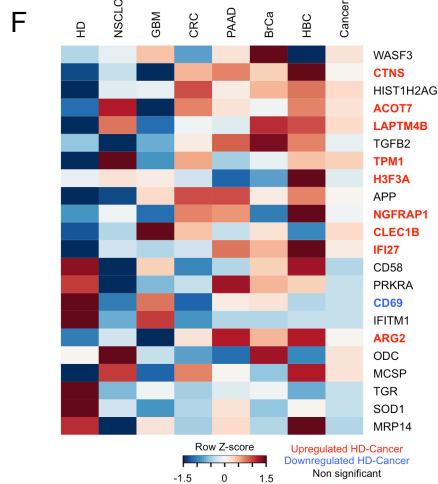 F
HD NSCLC GBM CRC PAAD BrCa HBC Cancer
WASF3
CTNS
HIST1H2AG
ACOT7
LAPTM4B
TGFB2
TPM1
H3F3A
APP
NGFRAP1
CLEC1B
IFI27
CD58
PRKRA
CD69
IFITM1
ARG2
ODC
MCSP
TGR
SOD1
MRP14
Row Z-score
-1.5 0 1.5
Upregulated HD-Cancer
Downregulated HD-Cancer
Non significant